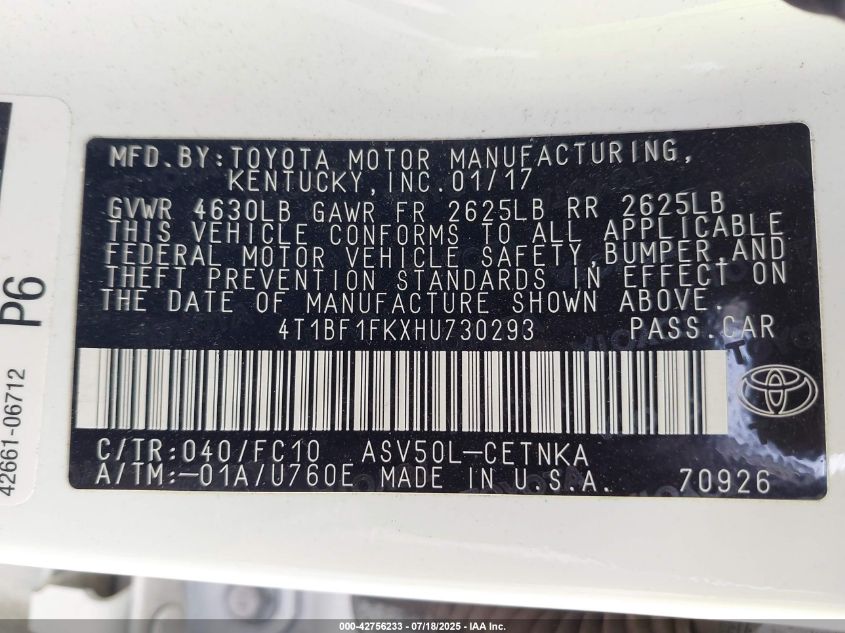 MFD.BY:TOYOTA MOTOR MANUFACTURING,
KENTUCKY,INC.01/17
GVWR 4630LB GAWR FR 2625LB RR 2625LB
THIS VEHICLE CONFORMS TO ALL APPLICABLE
FEDERAL MOTOR VEHICLE SAFETY,BUMPER,AND
THEFT PREVENTION STANDARDS IN EFFECT ON
THE DATE OF MANUFACTURE SHOWN ABOVE.
4T1BF1FKXHU730293 PASS.CAR
C/TR:040/FC10 ASV50L-CETNKA
A/TM:-01A/U760E MADE IN U.S.A. 70926
P6
42661-06712
000-42756233 - 07/18/2025 - IAA Inc.